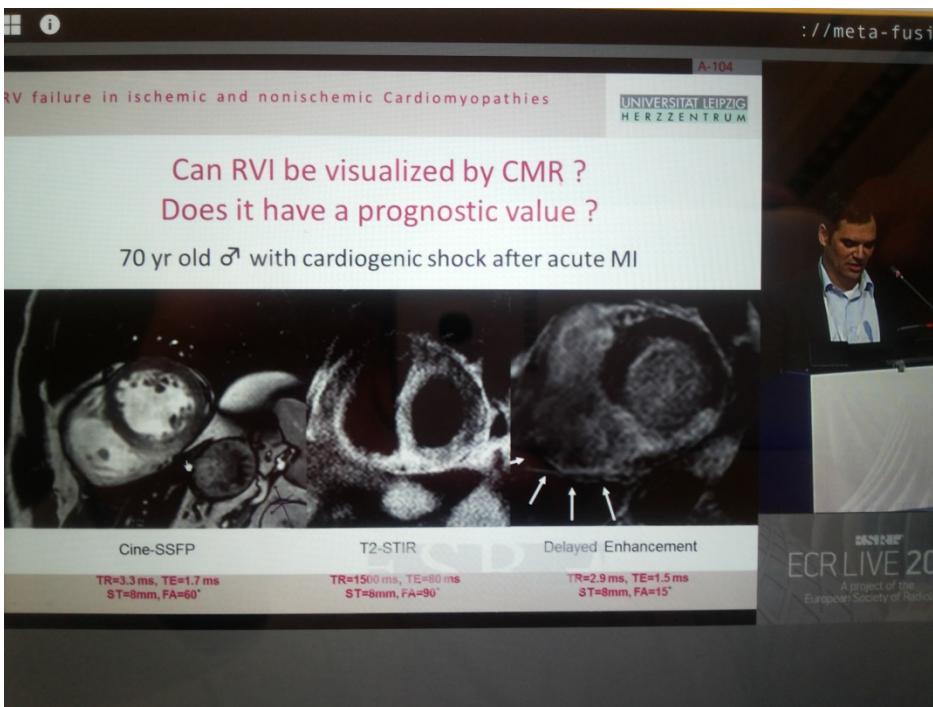 ://meta-fusi
A-104
RV failure in ischemic and nonischemic Cardiomyopathies
UNIVERSITÄT LEIPZIG
HERZZENTRUM
Can RVI be visualized by CMR ?
Does it have a prognostic value ?
70 yr old ♂ with cardiogenic shock after acute MI
Cine-SSFP
T2-STIR
Delayed Enhancement
TR=3.3 ms, TE=1.7 ms
ST=8mm, FA=60°
TR=1500 ms, TE=80 ms
ST=8mm, FA=90°
TR=2.9 ms, TE=1.5 ms
ST=8mm, FA=15°
ECR LIVE 20
A project of the
European Society of Radiol